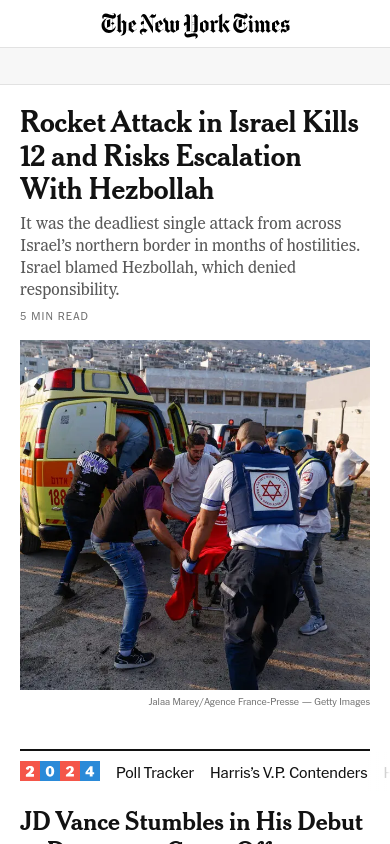 The New York Times
Rocket Attack in Israel Kills
12 and Risks Escalation
With Hezbollah
It was the deadliest single attack from across
Israel’s northern border in months of hostilities.
Israel blamed Hezbollah, which denied
responsibility.
5 MIN READ
Jalaa Marey/Agence France-Presse — Getty Images
2024 Poll Tracker Harris’s V.P. Contenders
JD Vance Stumbles in His Debut